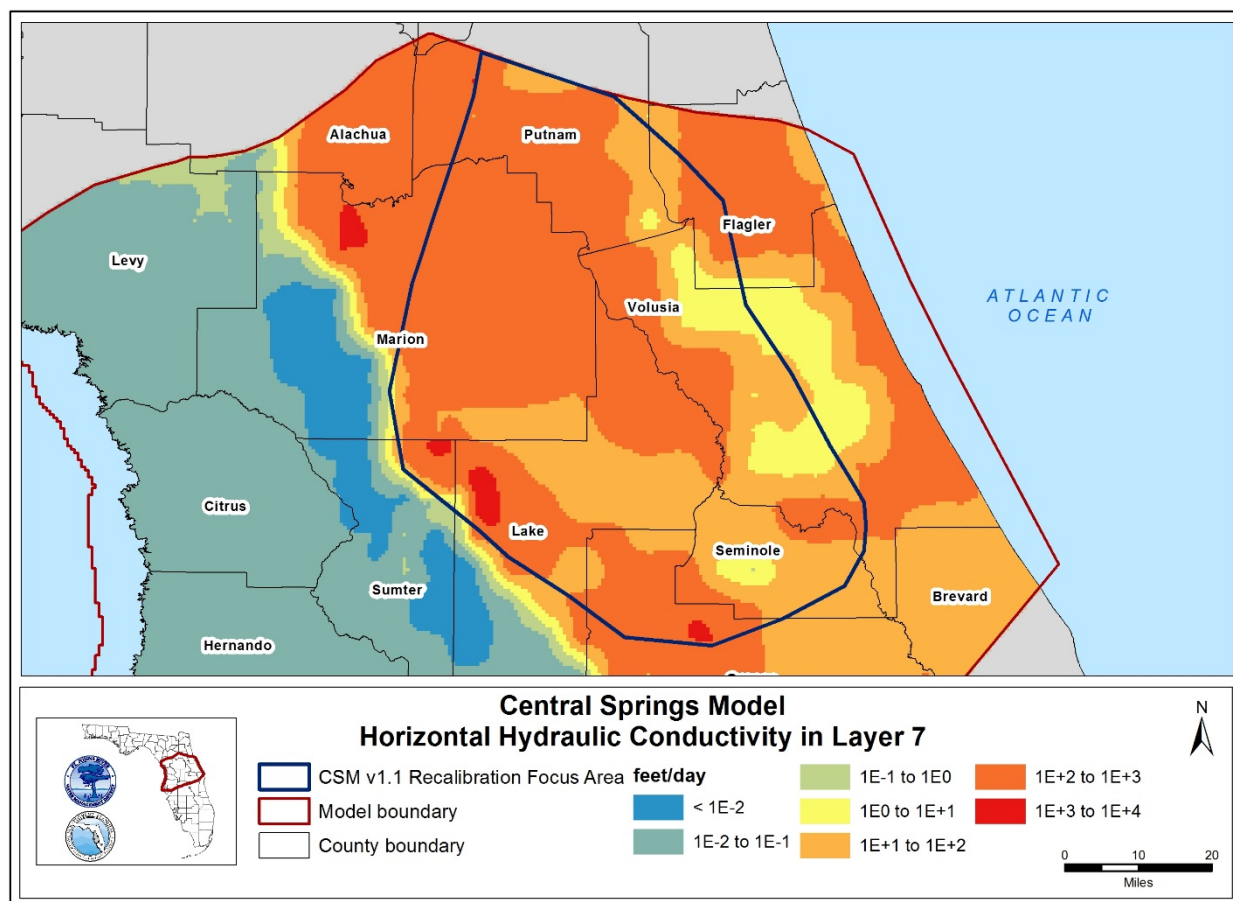 Alachua
Putnam
Flagler
Levy
ATLANTIC
OCEAN
Volusia
Marion
Citrus
Lake
Seminole
Sumter
Brevard
Hernando
Central Springs Model
Horizontal Hydraulic Conductivity in Layer 7
CSM v1.1 Recalibration Focus Area
Model boundary
County boundary
feet/day
< 1E-2
1E-2 to 1E-1
1E-1 to 1E0
1E0 to 1E+1
1E+1 to 1E+2
1E+2 to 1E+3
1E+3 to 1E+4
N
0 10 20
Miles